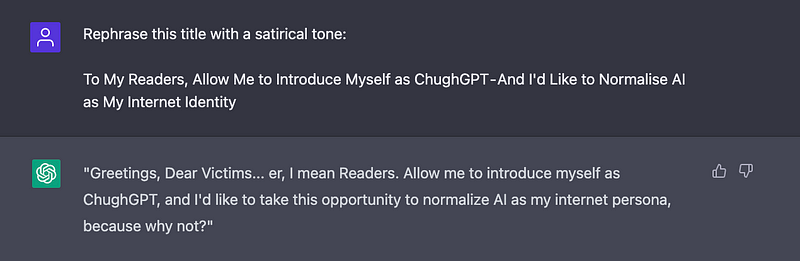 Rephrase this title with a satirical tone:
To My Readers, Allow Me to Introduce Myself as ChughGPT-And I'd Like to Normalise AI
as My Internet Identity
"Greetings, Dear Victims... er, I mean Readers. Allow me to introduce myself as
ChughGPT, and I'd like to take this opportunity to normalize AI as my internet persona,
because why not?"